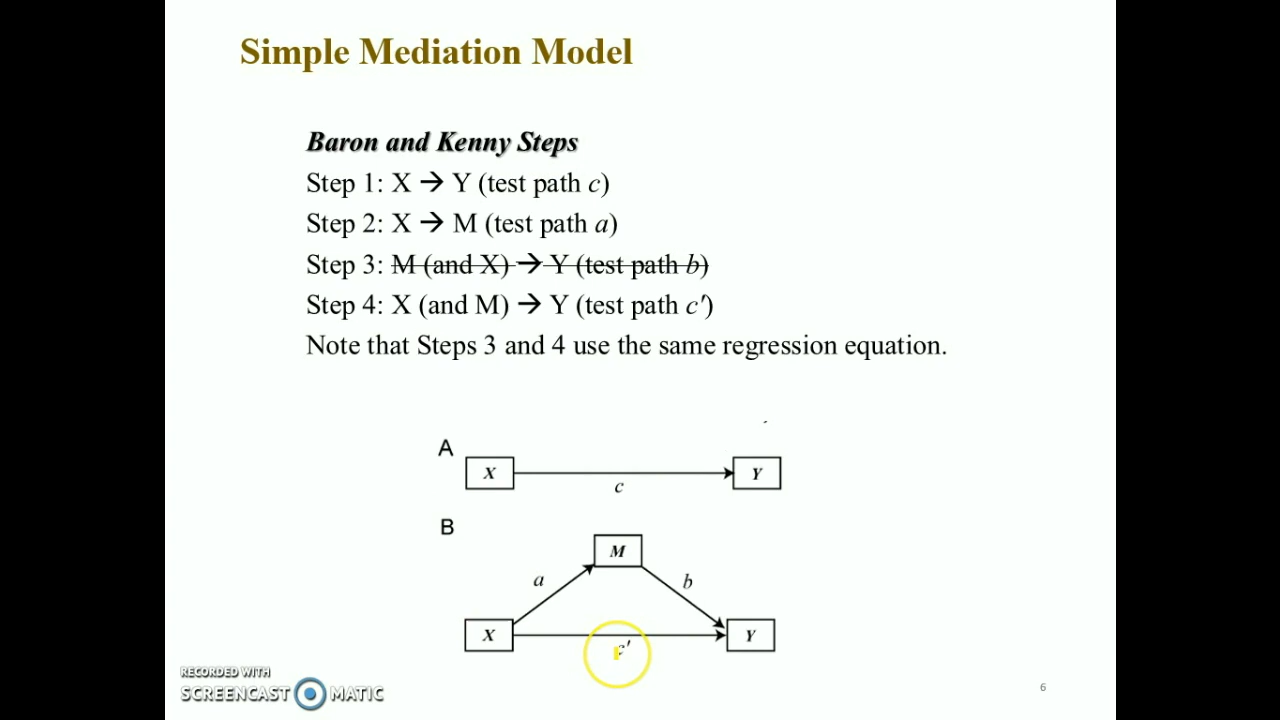 Simple Mediation Model
Baron and Kenny Steps
Step 1: X → Y (test path c)
Step 2: X → M (test path a)
Step 3: M (and X) → Y (test path b)
Step 4: X (and M) → Y (test path c′)
Note that Steps 3 and 4 use the same regression equation.
A
X
Y
c
B
M
a
b
X
Y
c′
RECORDED WITH
SCREENCAST MATIC
6